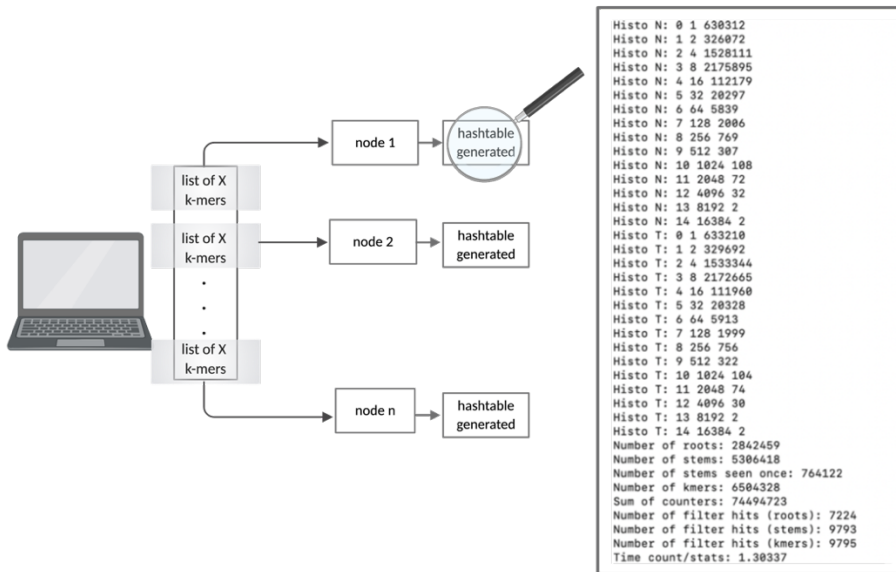 list of X
k-mers
list of X
k-mers
.
.
.
list of X
k-mers
node 1
hashtable
generated
node 2
hashtable
generated
node n
hashtable
generated
Histo N: 0 1 630312
Histo N: 1 2 326072
Histo N: 2 4 1528111
Histo N: 3 8 2175895
Histo N: 4 16 112179
Histo N: 5 32 20297
Histo N: 6 64 5839
Histo N: 7 128 2006
Histo N: 8 256 769
Histo N: 9 512 307
Histo N: 10 1024 108
Histo N: 11 2048 72
Histo N: 12 4096 32
Histo N: 13 8192 2
Histo N: 14 16384 2
Histo T: 0 1 633210
Histo T: 1 2 329692
Histo T: 2 4 1533344
Histo T: 3 8 2172665
Histo T: 4 16 111960
Histo T: 5 32 20328
Histo T: 6 64 5913
Histo T: 7 128 1999
Histo T: 8 256 756
Histo T: 9 512 322
Histo T: 10 1024 104
Histo T: 11 2048 74
Histo T: 12 4096 30
Histo T: 13 8192 2
Histo T: 14 16384 2
Number of roots: 2842459
Number of stems: 5306418
Number of stems seen once: 764122
Number of kmers: 6504328
Sum of counters: 74494723
Number of filter hits (roots): 7224
Number of filter hits (stems): 9793
Number of filter hits (kmers): 9795
Time count/stats: 1.30337